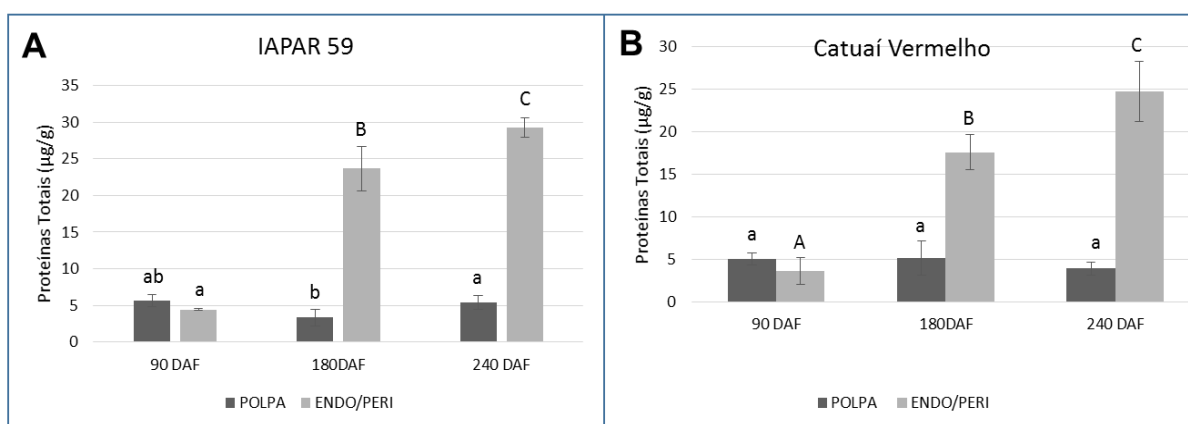 A
IAPAR 59
Proteínas Totais (µg/g)
35
30
25
20
15
10
5
0
ab
a
b
B
a
C
90 DAF
180DAF
240 DAF
POLPA
ENDO/PERI
B
Catuaí Vermelho
Proteínas Totais (µg/g)
30
25
20
15
10
5
0
a
A
a
B
a
C
90 DAF
180DAF
240 DAF
POLPA
ENDO/PERI